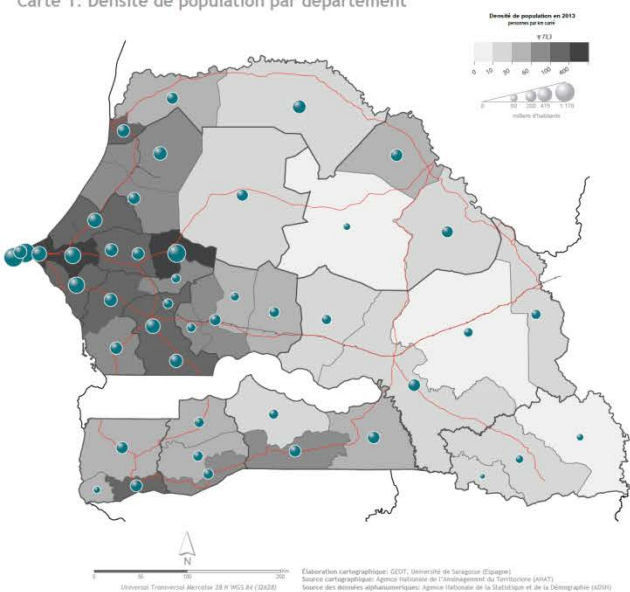 Carte 1. Densité de population par département
Densité de population en 2013
personnes par km carré
0 10 30 60 100 400
0 50 200 415 1.170
milliers d'habitants
N
0 50 100 200
Universal Transversal Mercator 28 N WGS 84 (32628)
Élaboration cartographique: GEOT, Université de Saragosse (Espagne)
Source cartographique: Agence Nationale de l'Aménagement du Territoire (ANAT)
Source des données alphanumériques: Agence Nationale de la Statistique et de la Démographie (ADSN)